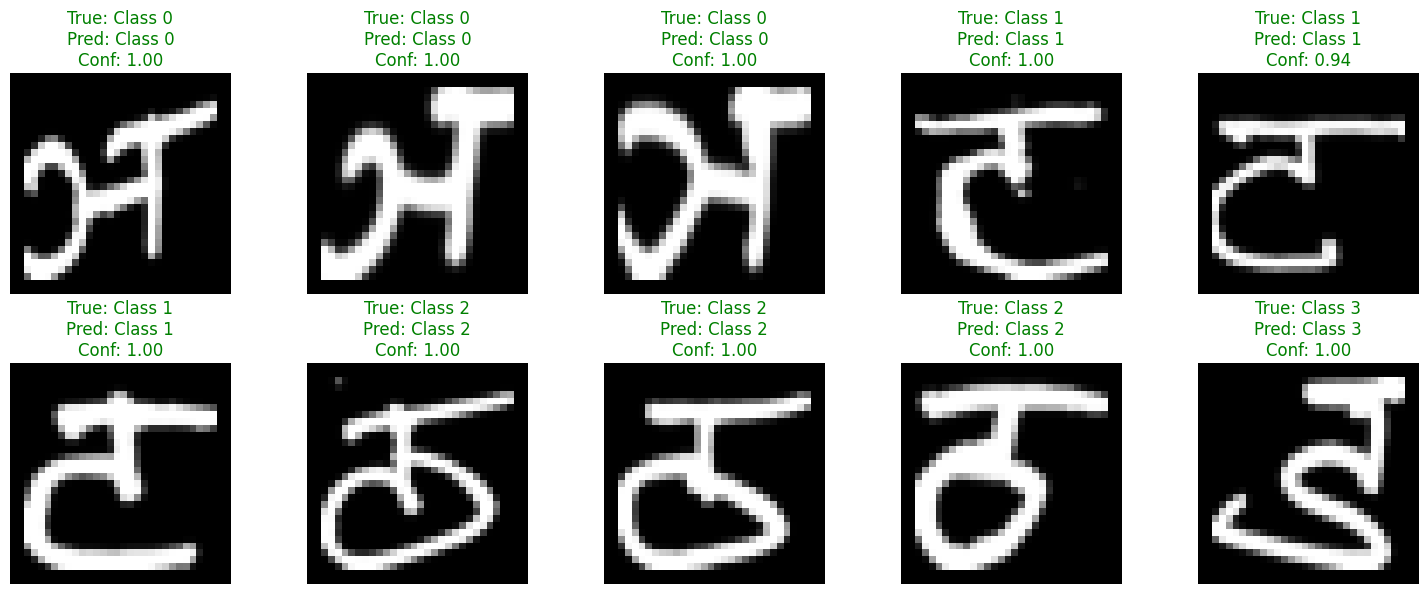 True: Class 0 True: Class 0 True: Class 0 True: Class 1 True: Class 1
Pred: Class 0 Pred: Class 0 Pred: Class 0 Pred: Class 1 Pred: Class 1
Conf: 1.00 Conf: 1.00 Conf: 1.00 Conf: 1.00 Conf: 0.94
ञ ञ ञ ट ट
True: Class 1 True: Class 2 True: Class 2 True: Class 2 True: Class 3
Pred: Class 1 Pred: Class 2 Pred: Class 2 Pred: Class 2 Pred: Class 3
Conf: 1.00 Conf: 1.00 Conf: 1.00 Conf: 1.00 Conf: 1.00
ट ठ ठ ठ ड